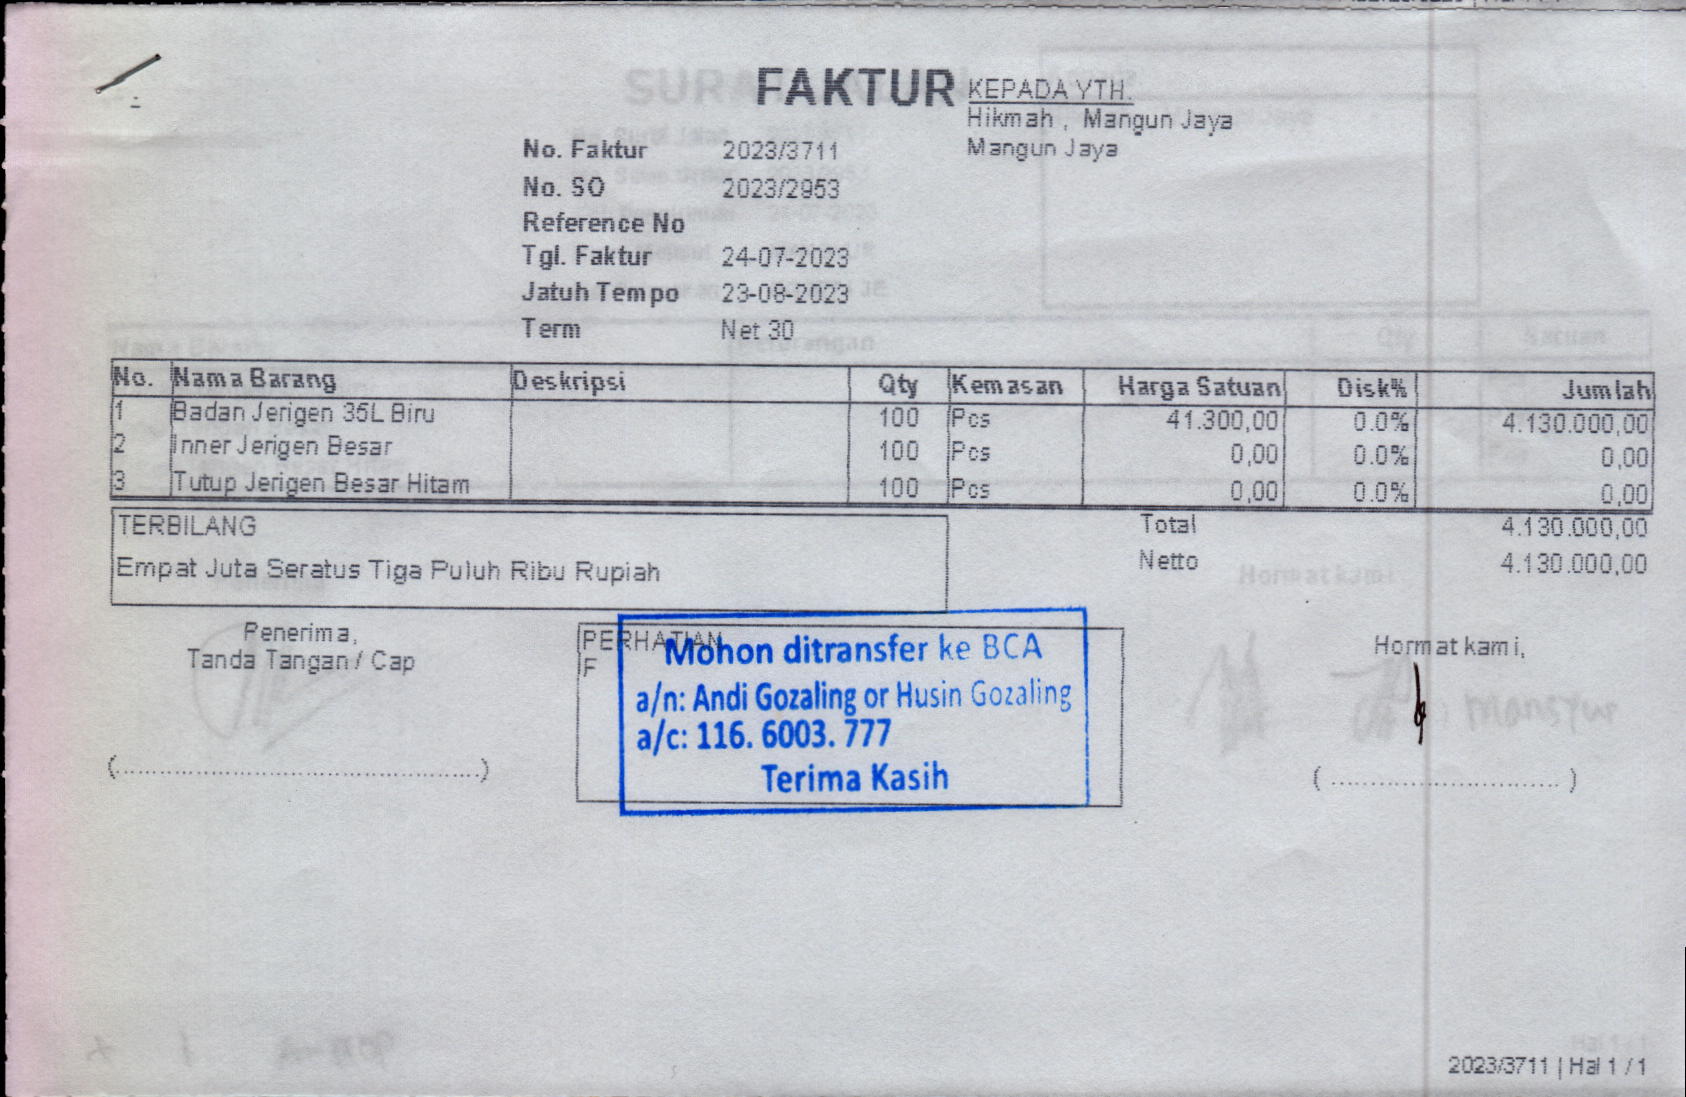 FAKTUR
KEPADA YTH.
Hikmah , Mangun Jaya
Mangun Jaya
No. Faktur 2023/3711
No. SO 2023/2953
Reference No
Tgl. Faktur 24-07-2023
Jatuh Tempo 23-08-2023
Term Net 30
No. Nama Barang Deskripsi Qty Kemasan Harga Satuan Disk% Jumlah
1 Badan Jerigen 35L Biru 100 Pcs 41.300,00 0.0% 4.130.000,00
2 Inner Jerigen Besar 100 Pcs 0,00 0.0% 0,00
3 Tutup Jerigen Besar Hitam 100 Pcs 0,00 0.0% 0,00
TERBILANG
Empat Juta Seratus Tiga Puluh Ribu Rupiah
Total 4.130.000,00
Netto 4.130.000,00
Penerima,
Tanda Tangan / Cap
(................................................)
PERHATIAN
F
Mohon ditransfer ke BCA
a/n: Andi Gozaling or Husin Gozaling
a/c: 116. 6003. 777
Terima Kasih
Hormat kami,
( .............................. )
2023/3711 | Hal 1 / 1